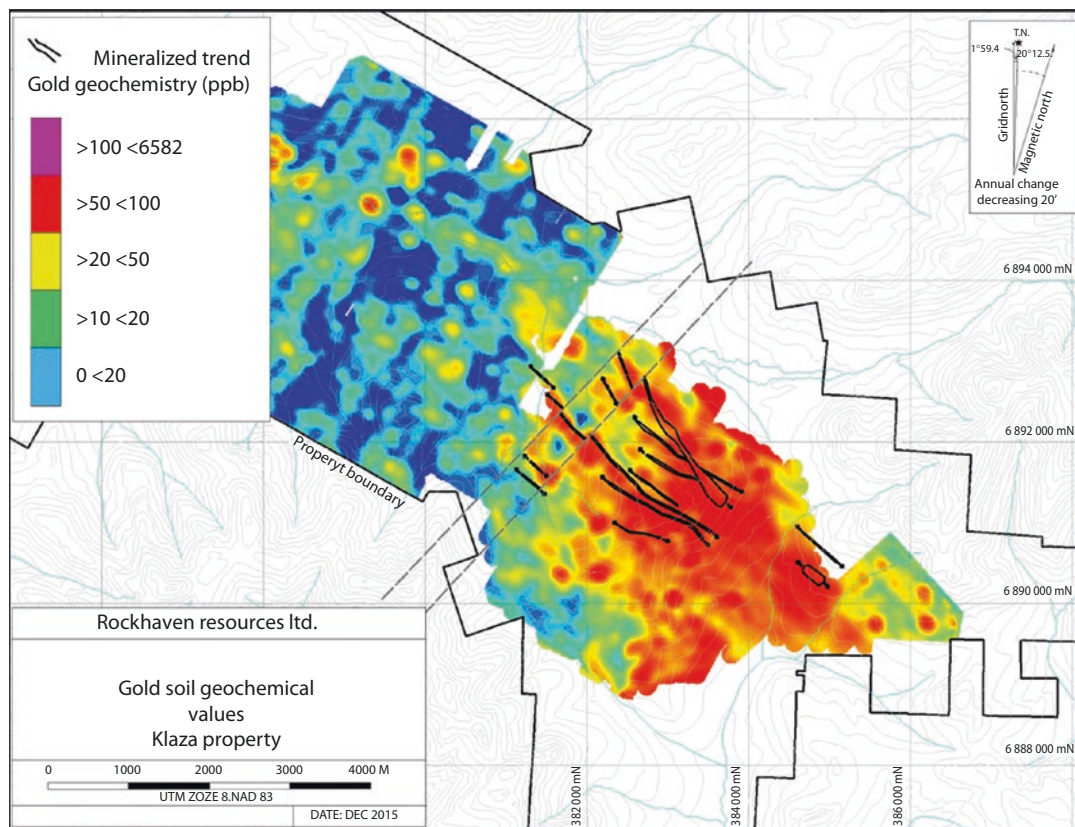 Mineralized trend
Gold geochemistry (ppb)
>100 <6582
>50 <100
>20 <50
>10 <20
0 <20
T.N.
1°59.4
20°12.5'
Gridnorth
Magnetic north
Annual change
decreasing 20'
6 894 000 mN
6 892 000 mN
6 890 000 mN
6 888 000 mN
Properyt boundary
382 000 mN
384 000 mN
386 000 mN
Rockhaven resources ltd.
Gold soil geochemical
values
Klaza property
0 1000 2000 3000 4000 M
UTM ZOZE 8.NAD 83
DATE: DEC 2015